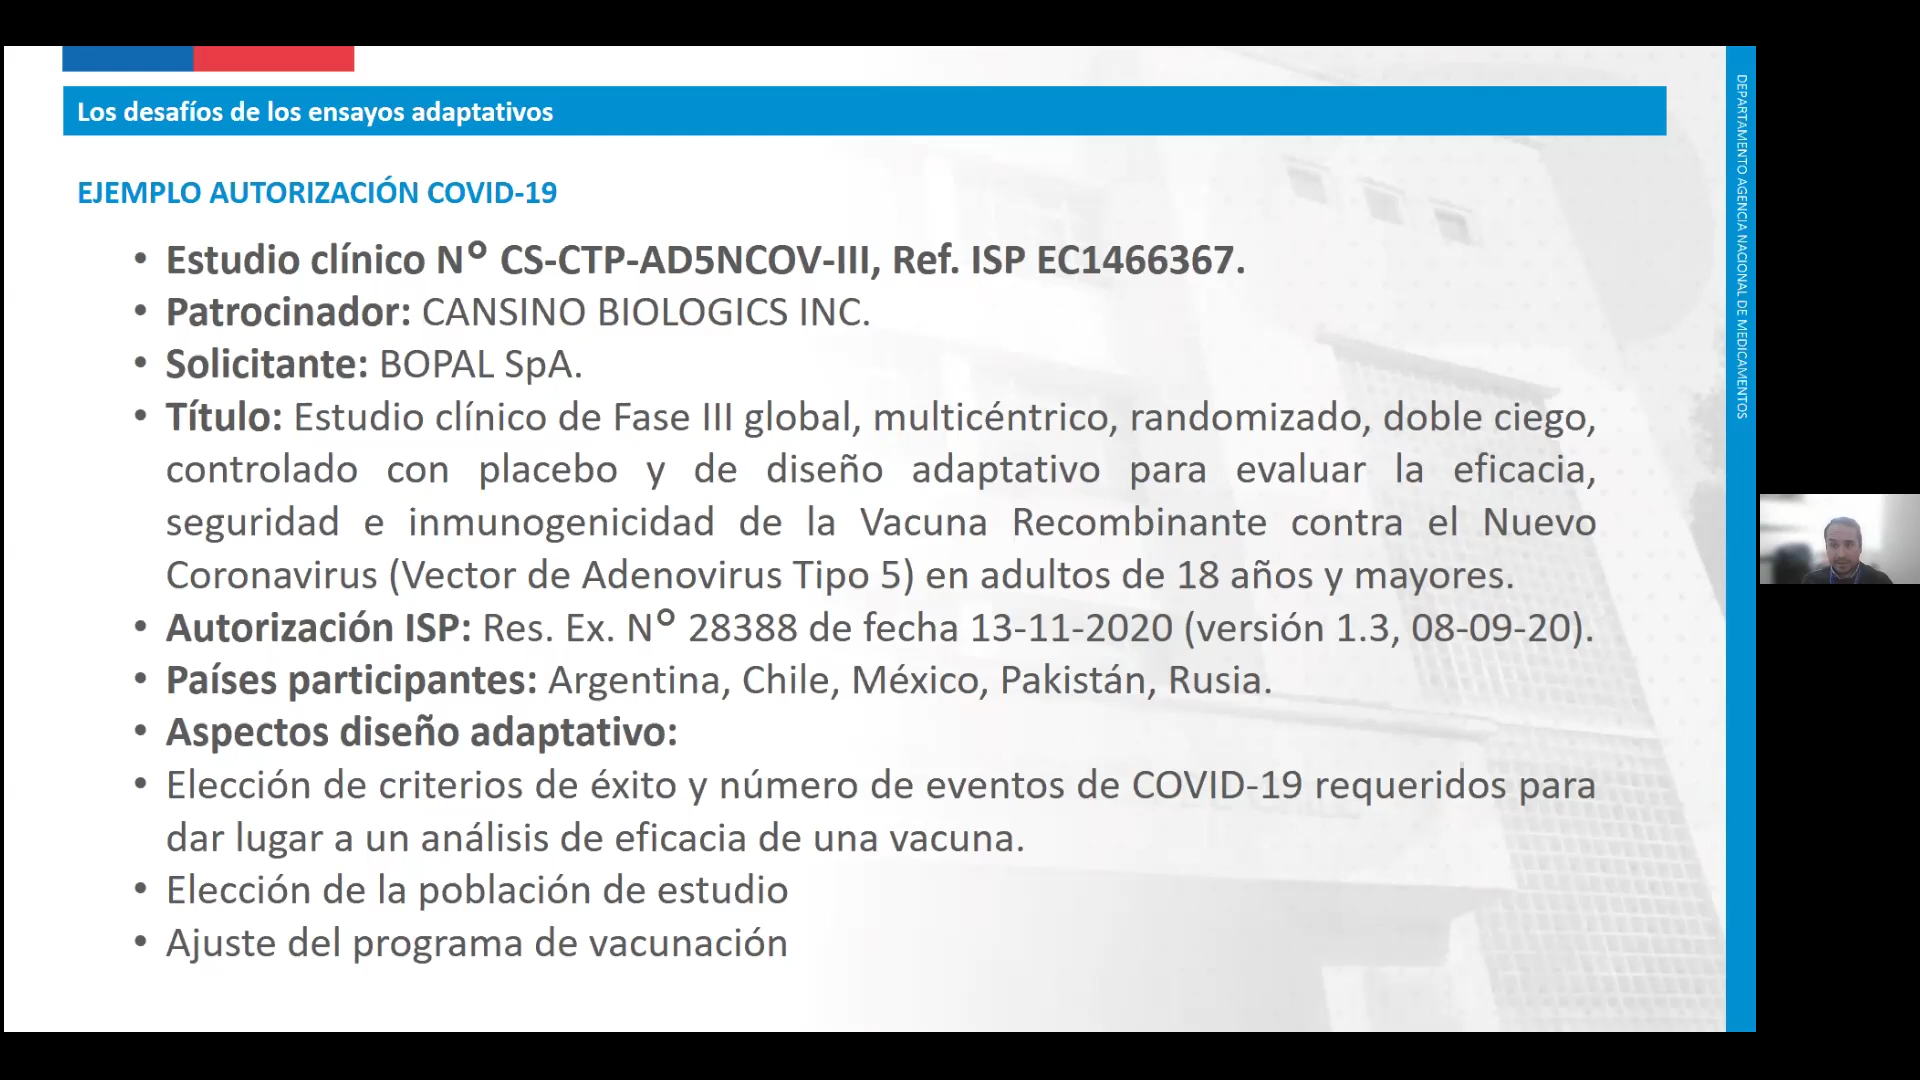 Los desafíos de los ensayos adaptativos
EJEMPLO AUTORIZACIÓN COVID-19
• Estudio clínico N° CS-CTP-AD5NCOV-III, Ref. ISP EC1466367.
• Patrocinador: CANSINO BIOLOGICS INC.
• Solicitante: BOPAL SpA.
• Título: Estudio clínico de Fase III global, multicéntrico, randomizado, doble ciego,
controlado con placebo y de diseño adaptativo para evaluar la eficacia,
seguridad e inmunogenicidad de la Vacuna Recombinante contra el Nuevo
Coronavirus (Vector de Adenovirus Tipo 5) en adultos de 18 años y mayores.
• Autorización ISP: Res. Ex. N° 28388 de fecha 13-11-2020 (versión 1.3, 08-09-20).
• Países participantes: Argentina, Chile, México, Pakistán, Rusia.
• Aspectos diseño adaptativo:
• Elección de criterios de éxito y número de eventos de COVID-19 requeridos para
dar lugar a un análisis de eficacia de una vacuna.
• Elección de la población de estudio
• Ajuste del programa de vacunación
DEPARTAMENTO AGENCIA NACIONAL DE MEDICAMENTOS